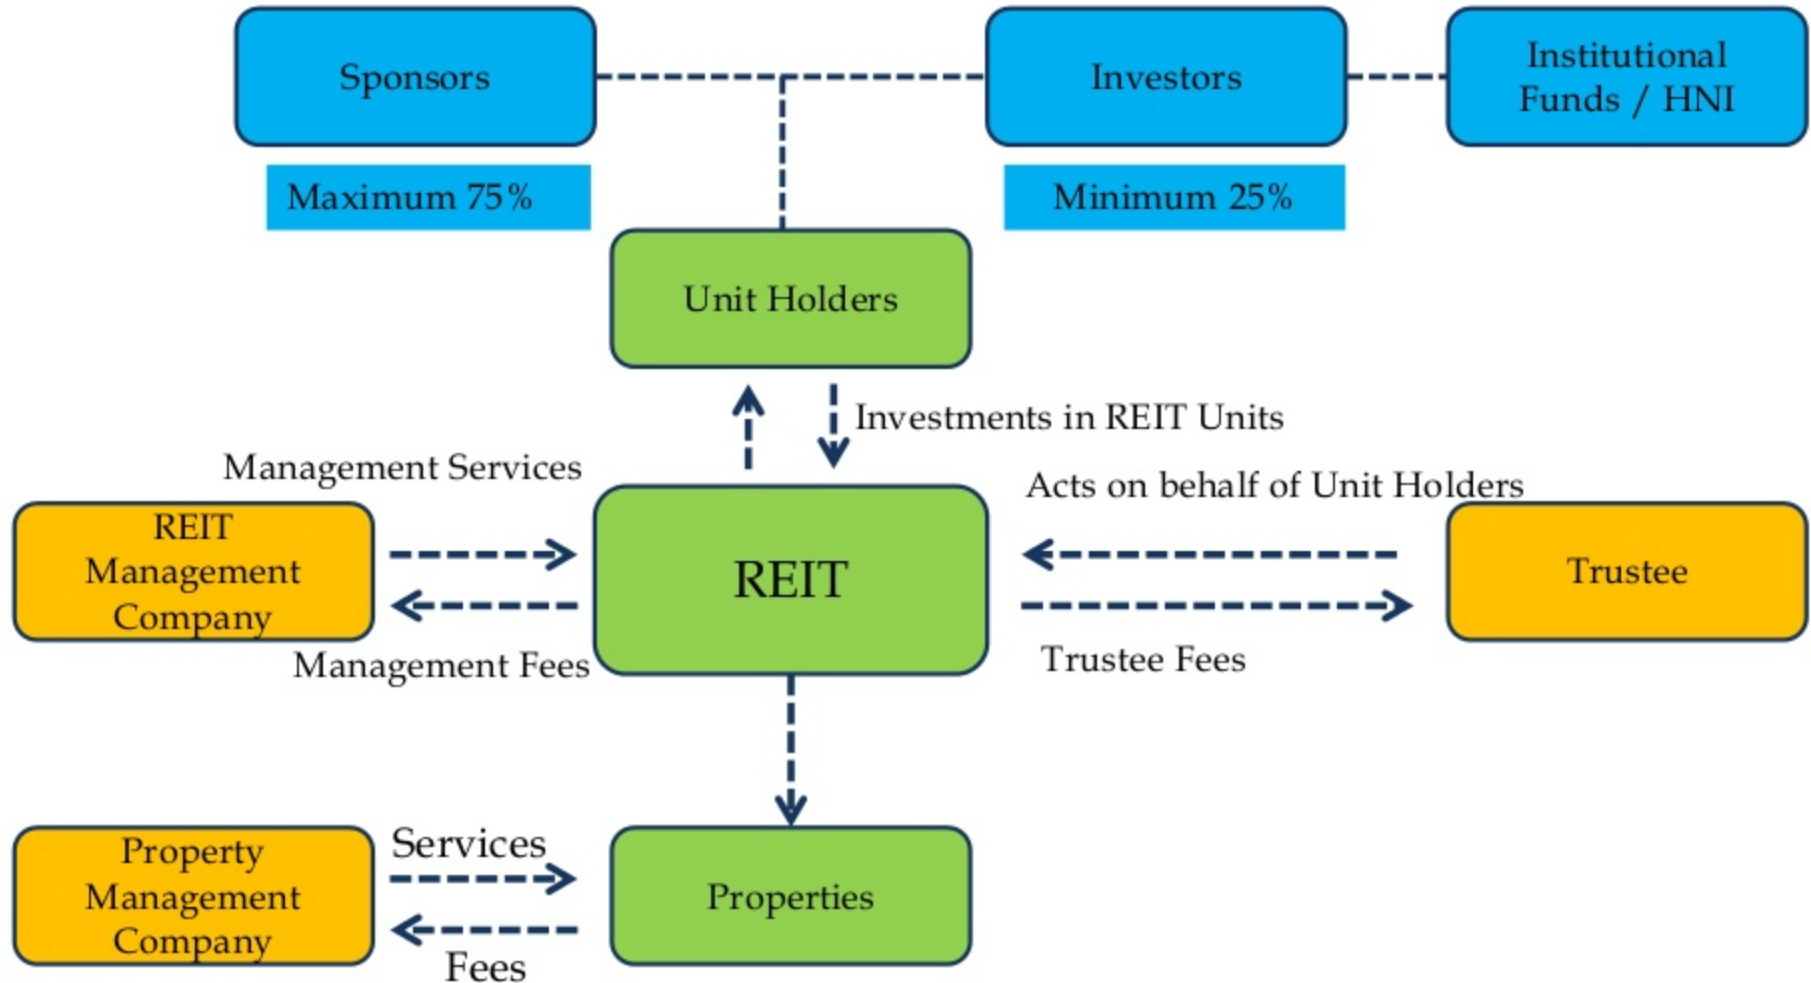 Sponsors
Investors
Institutional
Funds / HNI
Maximum 75%
Minimum 25%
Unit Holders
Investments in REIT Units
Management Services
Acts on behalf of Unit Holders
REIT
Management
Company
REIT
Trustee
Management Fees
Trustee Fees
Services
Property
Management
Company
Properties
Fees